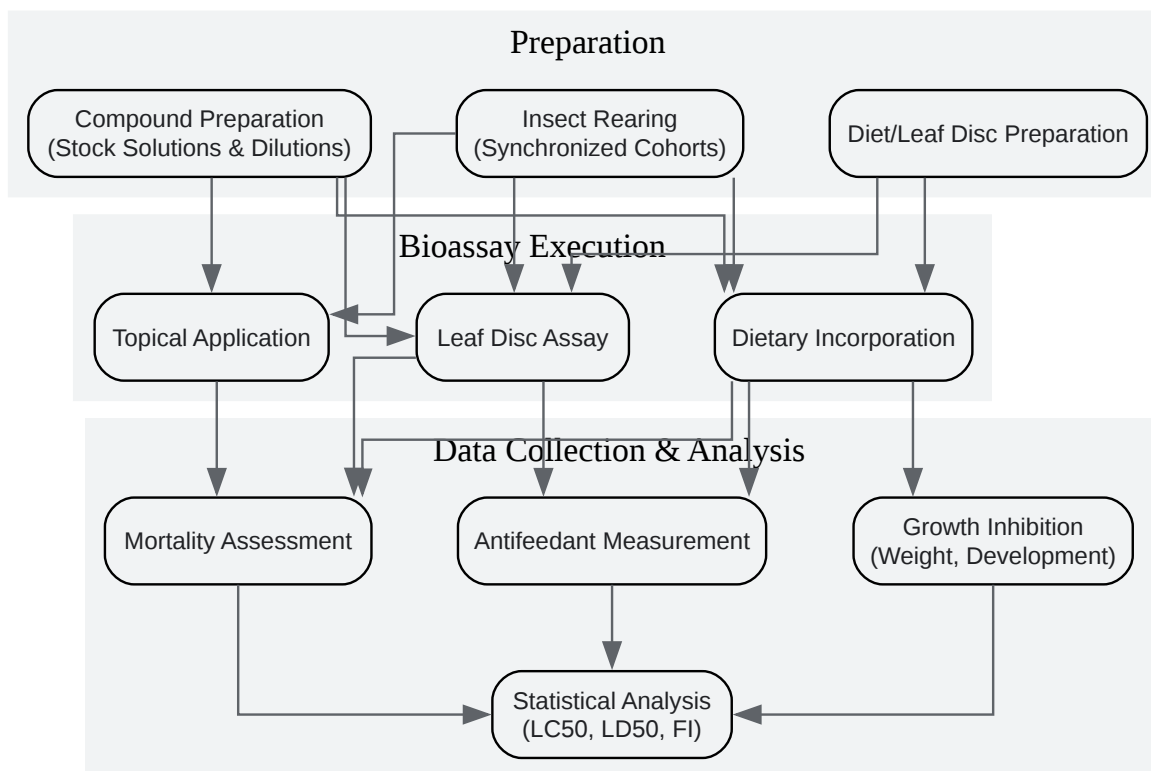 Preparation
Compound Preparation
(Stock Solutions & Dilutions)
Insect Rearing
(Synchronized Cohorts)
Diet/Leaf Disc Preparation
Bioassay Execution
Topical Application
Leaf Disc Assay
Dietary Incorporation
Data Collection & Analysis
Mortality Assessment
Antifeedant Measurement
Growth Inhibition
(Weight, Development)
Statistical Analysis
(LC50, LD50, FI)